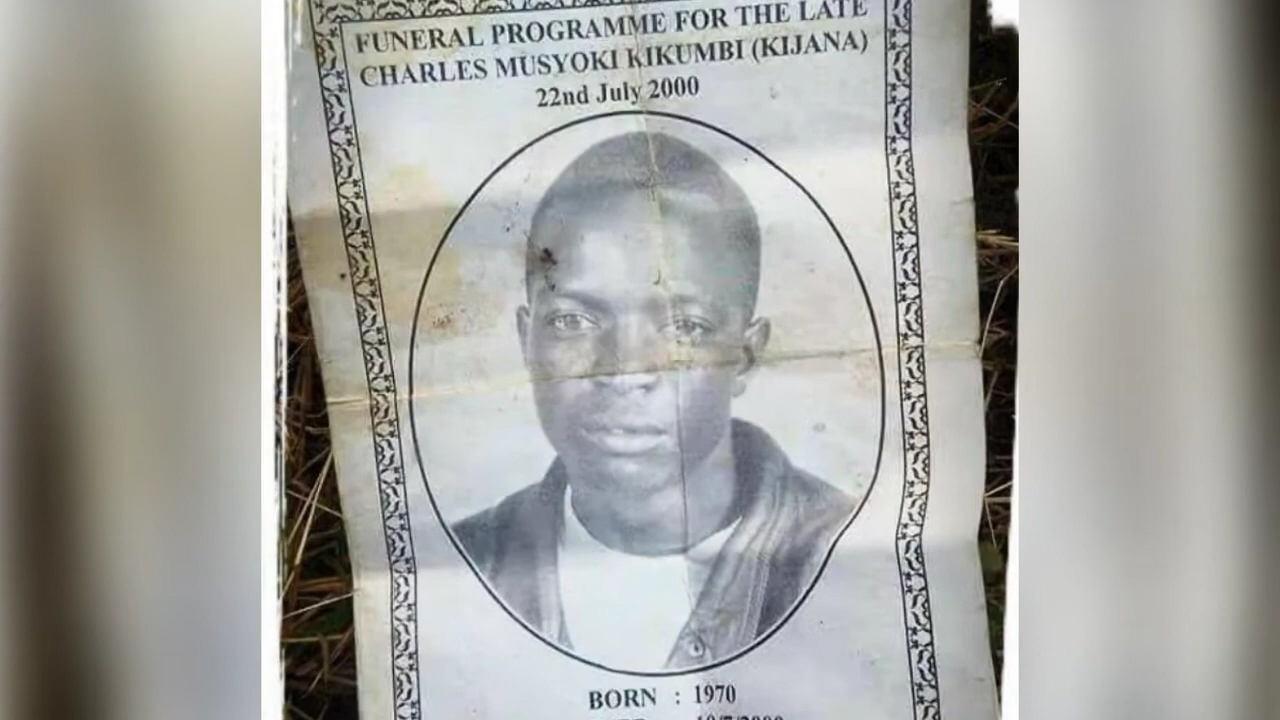 FUNERAL PROGRAMME FOR THE LATE
CHARLES MUSYOKI KIKUMBI (KIJANA)
22nd July 2000
BORN : 1970